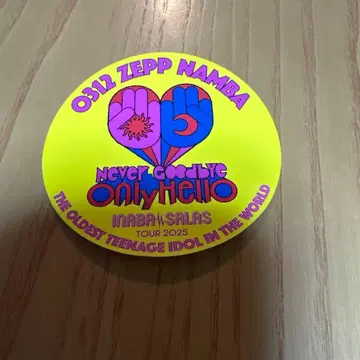 0312 ZEPP NAMBA
NEVER GOODBYE
ONLY HELLO
INABA SALAS
TOUR 2025
THE OLDEST TEENAGE IDOL IN THE WORLD